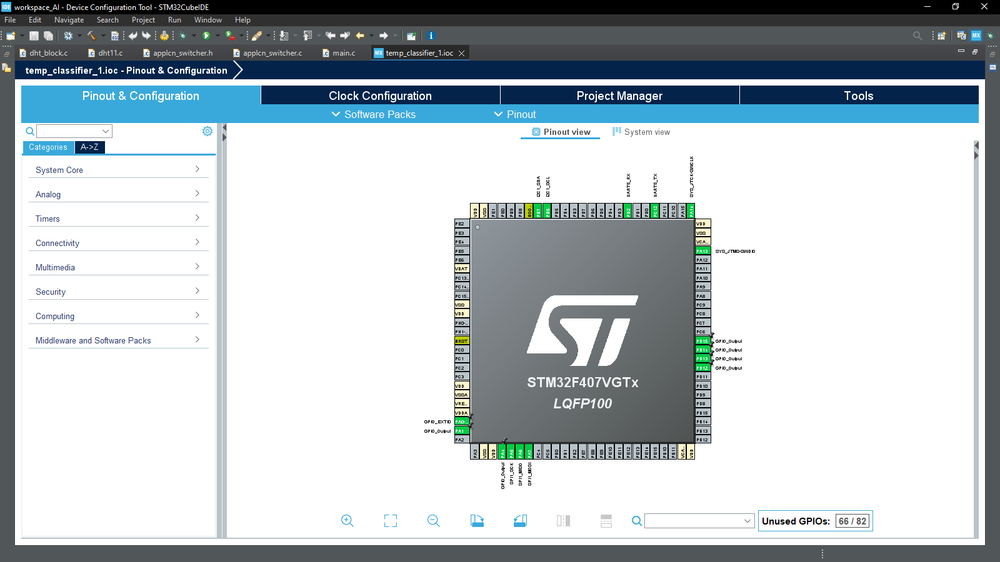 IDE workspace_AI - Device Configuration Tool - STM32CubeIDE
File Edit Navigate Search Project Run Window Help
dht_block.c dht11.c applcn_switcher.h applcn_switcher.c main.c MX temp_classifier_1.ioc
temp_classifier_1.ioc - Pinout & Configuration
Pinout & Configuration Clock Configuration Project Manager Tools
Software Packs Pinout
Pinout view System view
Categories A->Z
System Core
Analog
Timers
Connectivity
Multimedia
Security
Computing
Middleware and Software Packs
I2C1_SDA
I2C1_SCL
UART5_RX
UART5_TX
SYS_JTCK-SWCLK
VDD VSS PE1 PE0 PB9 PB8 BOO.. PB7 PB6 PB5 PB4 PB3 PD7 PD6 PD5 PD4 PD3 PD2 PD1 PD0 PC12 PC11 PC10 PA15 PA14
PE2
PE3
PE4
PE5
PE6
VBAT
PC13..
PC14..
PC15..
VSS
VDD
PH0-..
PH1-..
NRST
PC0
PC1
PC2
PC3
VDD
VSSA
VRE..
VDDA
GPIO_EXTI0 PA0-..
GPIO_Output PA1
PA2
STM32F407VGTx
LQFP100
VDD
VSS
VCA..
PA13 SYS_JTMS-SWDIO
PA12
PA11
PA10
PA9
PA8
PC9
PC8
PC7
PC6
PD15 GPIO_Output
PD14 GPIO_Output
PD13 GPIO_Output
PD12 GPIO_Output
PD11
PD10
PD9
PD8
PB15
PB14
PB13
PB12
PA3 VSS VDD PA4 PA5 PA6 PA7 PC4 PC5 PB0 PB1 PB2 PE7 PE8 PE9 PE10 PE11 PE12 PE13 PE14 PE15 PB10 PB11 VCA.. VDD
GPIO_Output
SPI1_SCK
SPI1_MISO
SPI1_MOSI
Unused GPIOs: 66 / 82